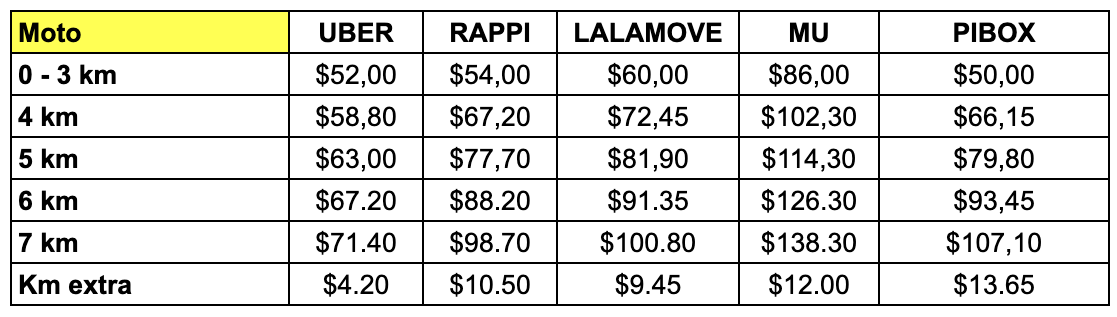 Moto UBER RAPPI LALAMOVE MU PIBOX
0 - 3 km $52,00 $54,00 $60,00 $86,00 $50,00
4 km $58,80 $67,20 $72,45 $102,30 $66,15
5 km $63,00 $77,70 $81,90 $114,30 $79,80
6 km $67.20 $88.20 $91.35 $126.30 $93,45
7 km $71.40 $98.70 $100.80 $138.30 $107,10
Km extra $4.20 $10.50 $9.45 $12.00 $13.65